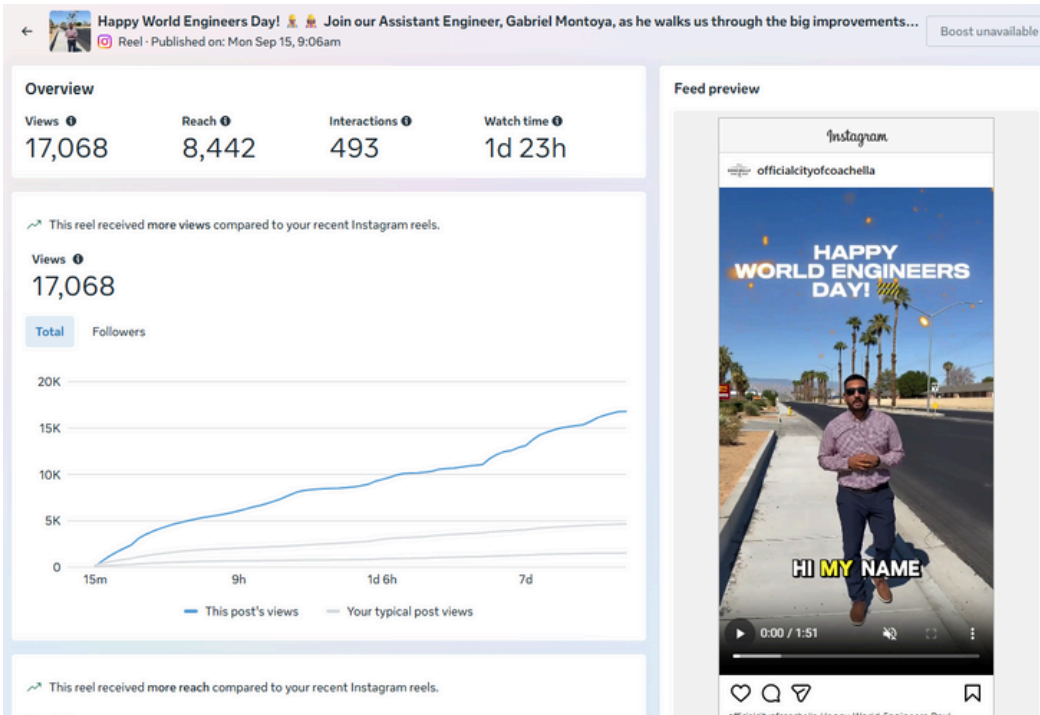 Happy World Engineers Day! 👷 👷‍♀️ Join our Assistant Engineer, Gabriel Montoya, as he walks us through the big improvements...
Reel · Published on: Mon Sep 15, 9:06am
Boost unavailable
Overview
Views Reach Interactions Watch time
17,068 8,442 493 1d 23h
This reel received more views compared to your recent Instagram reels.
Views
17,068
Total Followers
20K
15K
10K
5K
0
15m 9h 1d 6h 7d
This post's views Your typical post views
This reel received more reach compared to your recent Instagram reels.
Feed preview
Instagram
officialcityofcoachella
HAPPY
WORLD ENGINEERS
DAY! 🚧
HI MY NAME
0:00 / 1:51